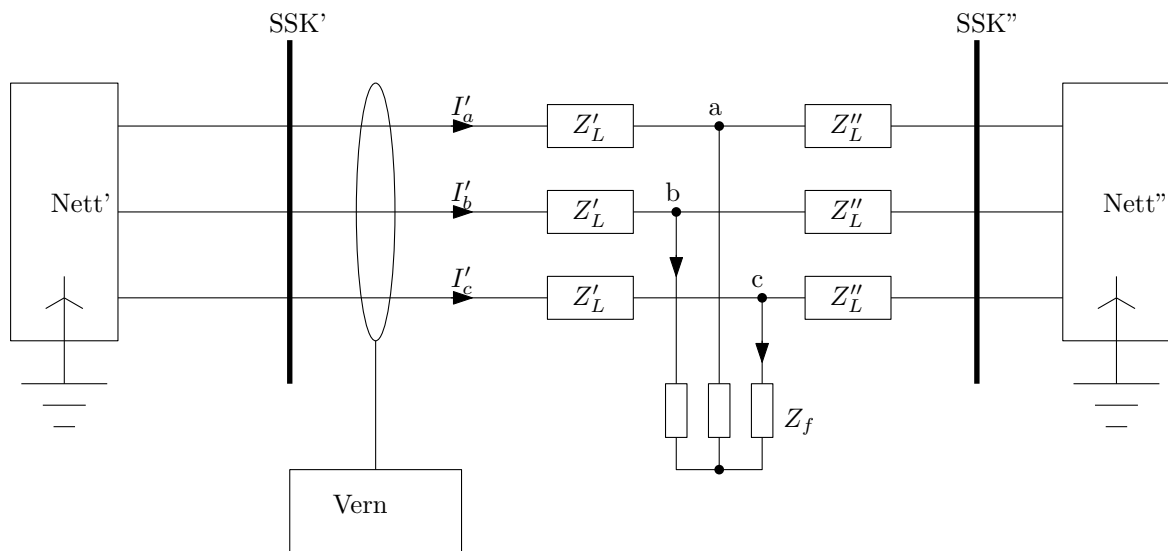 SSK' SSK"
I'_a Z'_L a Z''_L
Nett' I'_b Z'_L b Z''_L Nett"
I'_c Z'_L c Z''_L
Z_f
Vern